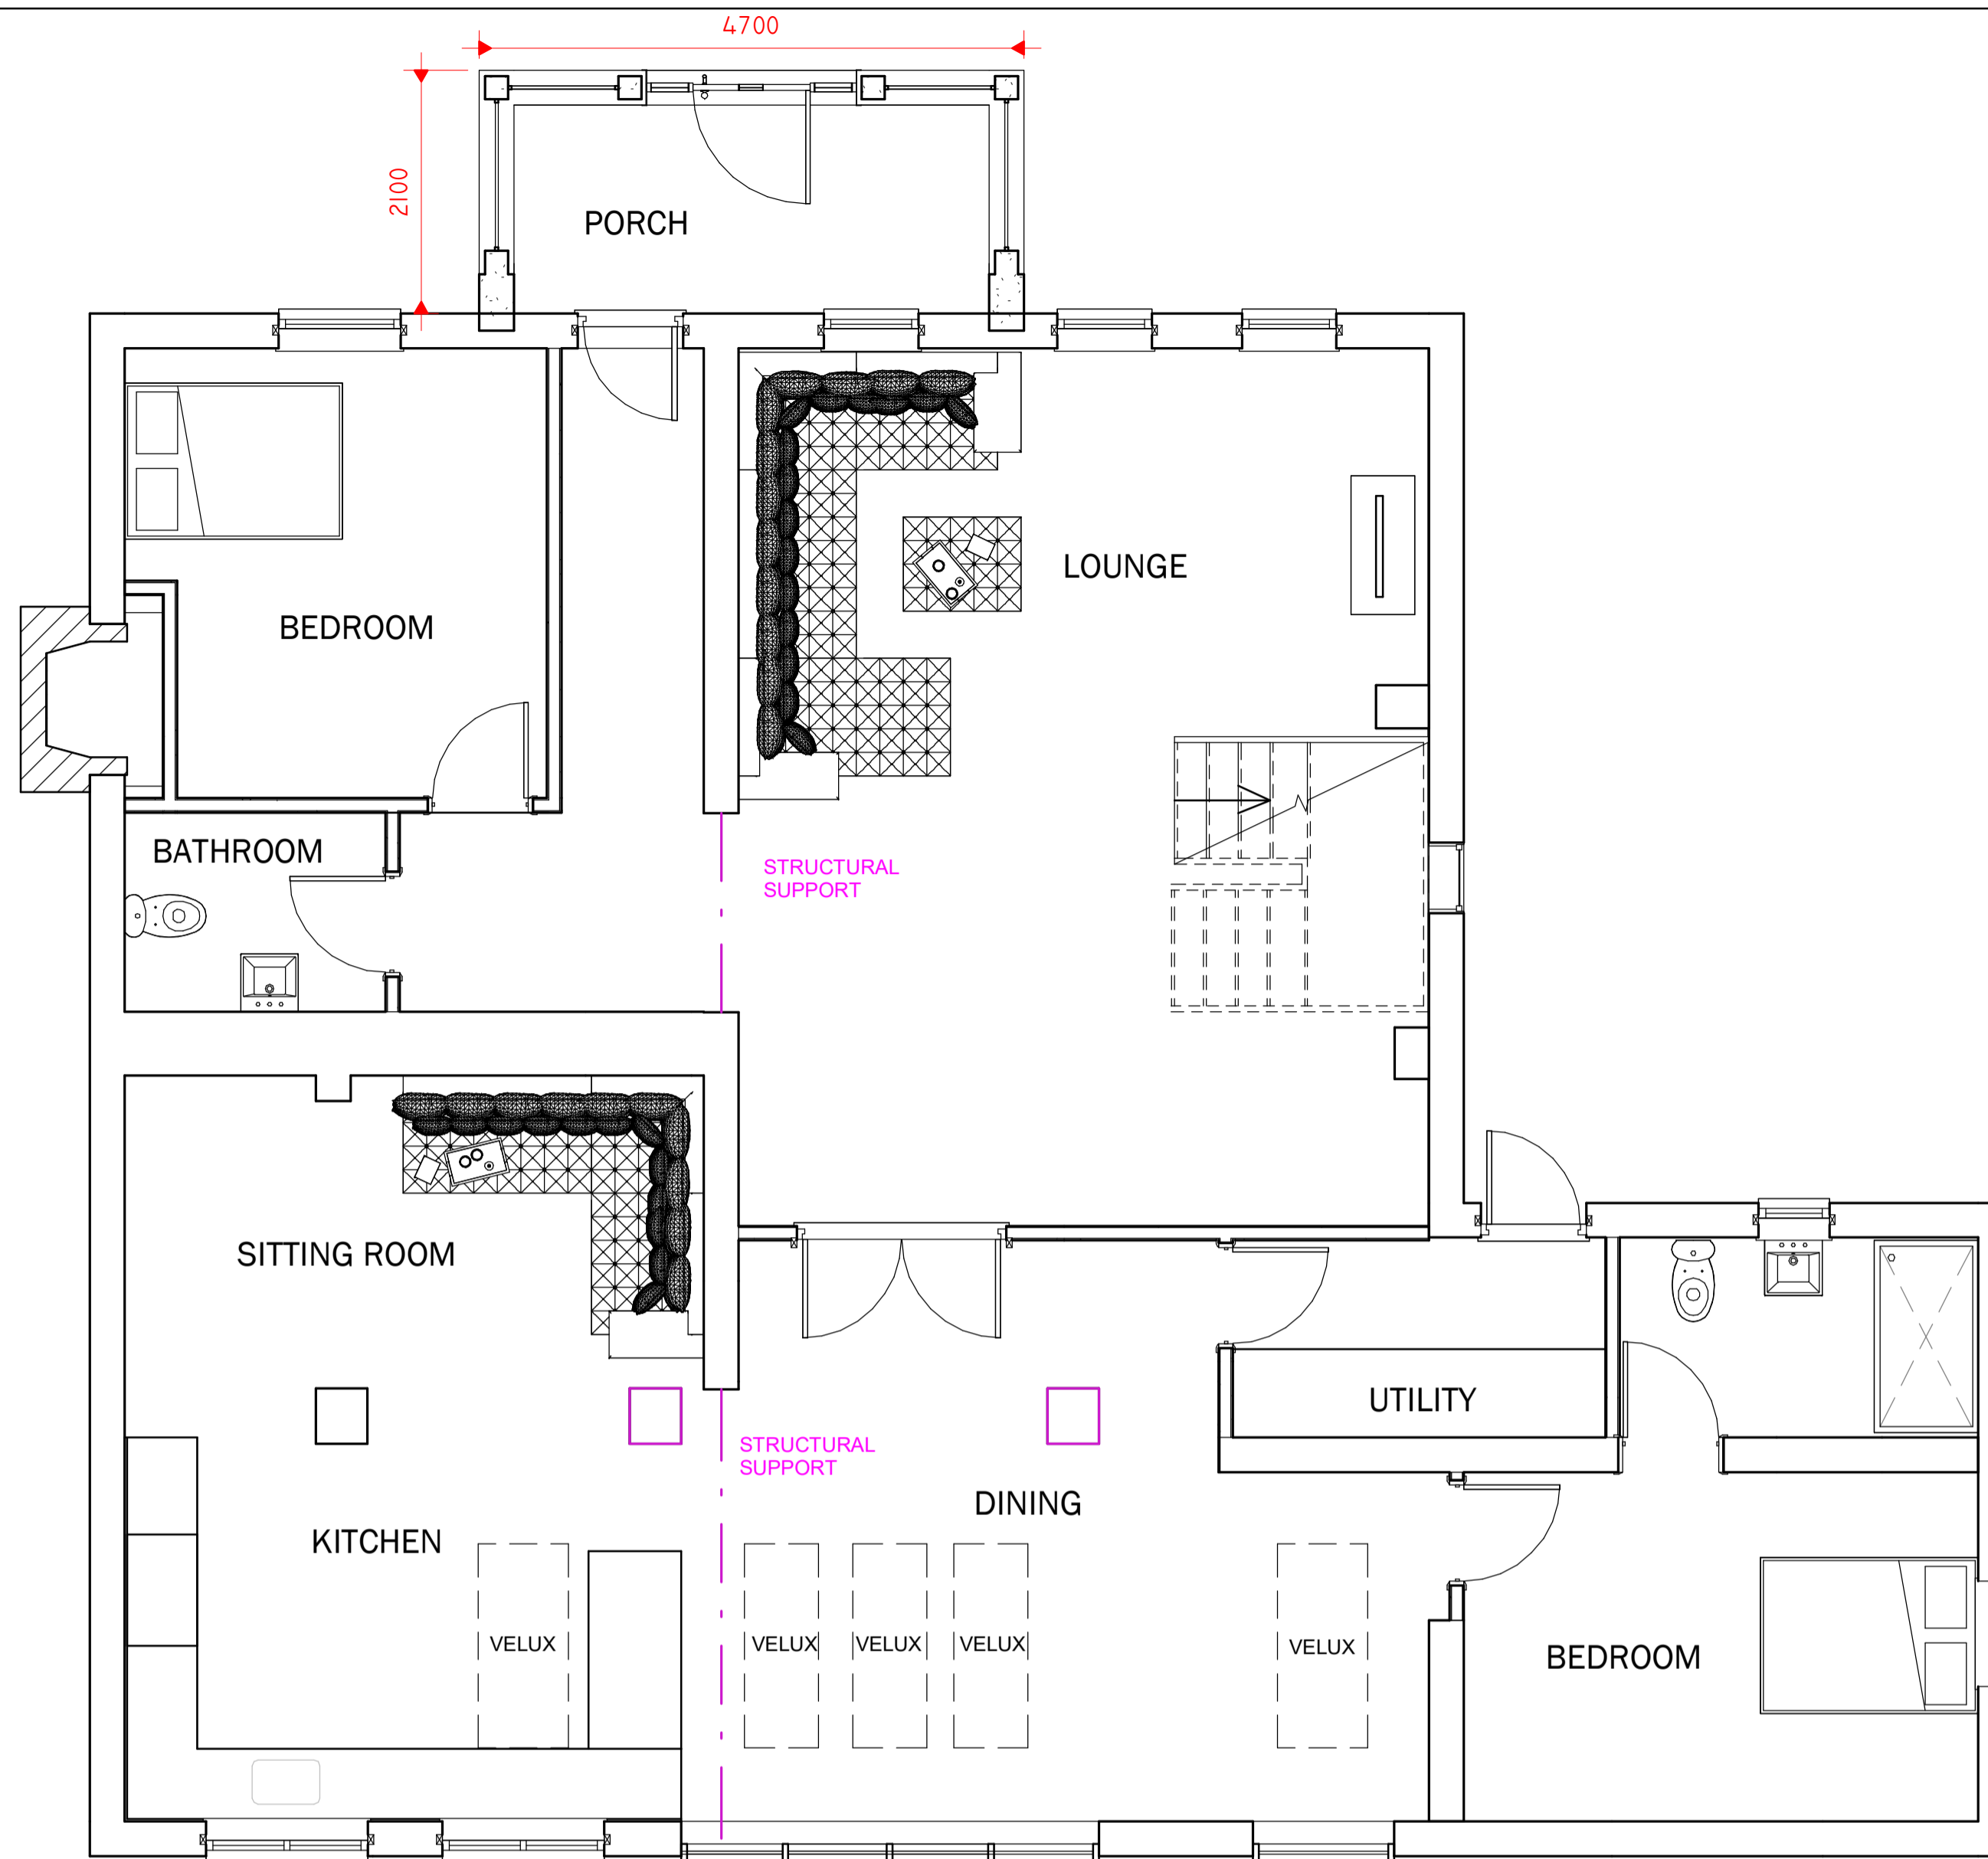 4700
2100
PORCH
LOUNGE
BEDROOM
BATHROOM
STRUCTURAL
SUPPORT
SITTING ROOM
UTILITY
STRUCTURAL
SUPPORT
DINING
KITCHEN
VELUX
VELUX
VELUX
VELUX
VELUX
BEDROOM